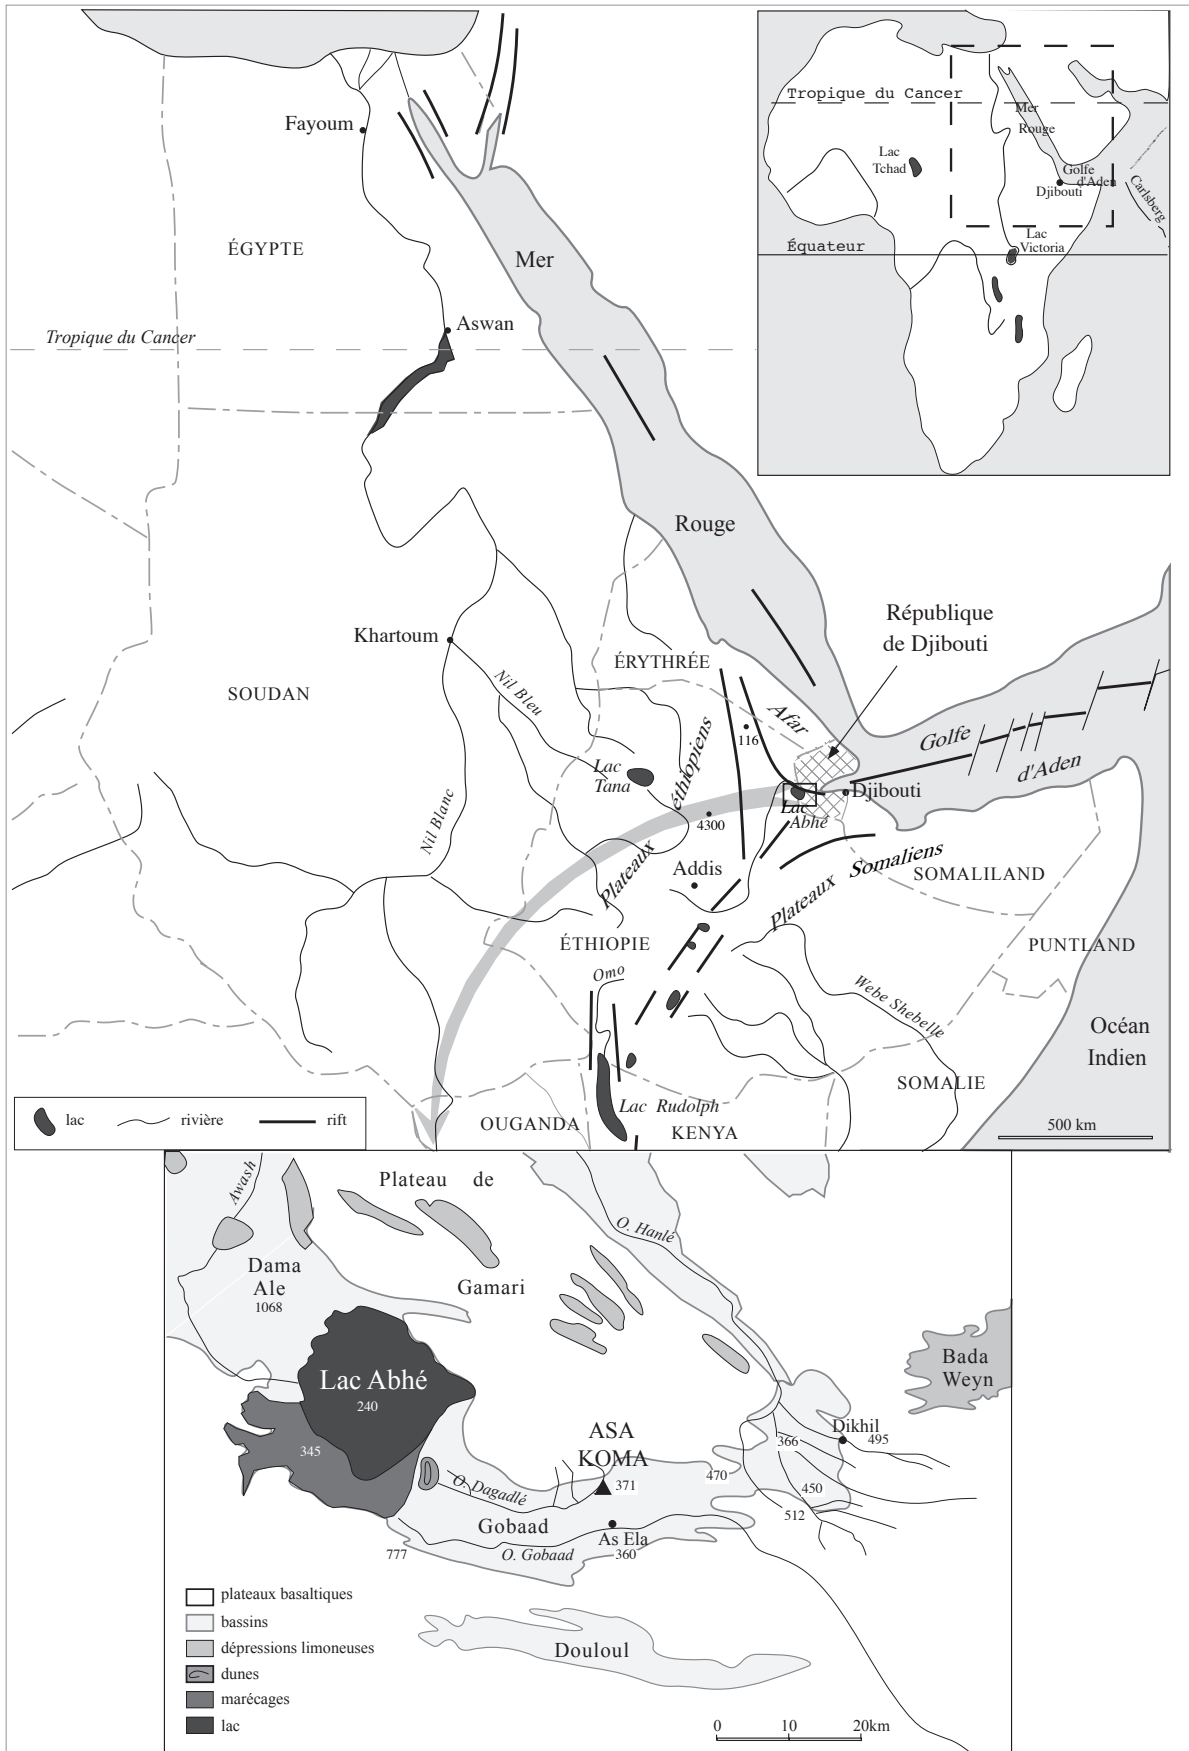 Fayoum
ÉGYPTE
Mer
Tropique du Cancer
Aswan
Rouge
Khartoum
SOUDAN
Nil Bleu
ÉRYTHRÉE
République
de Djibouti
Afar
116
Golfe
d'Aden
Lac
Tana
Plateaux
éthiopiens
4300
Nil Blanc
Lac
Abhé
Djibouti
Addis
Plateaux
Somaliens
SOMALILAND
PUNTLAND
ÉTHIOPIE
Omo
Webe Shebelle
Océan
Indien
SOMALIE
OUGANDA
Lac Rudolph
KENYA
500 km
lac
rivière
rift
Tropique du Cancer
Mer
Rouge
Lac
Tchad
Golfe
d'Aden
Djibouti
Carlsberg
Lac
Victoria
Équateur
Awash
Plateau de
Gamari
O. Hanlé
Dama
Ale
1068
Lac Abhé
240
345
Bada
Weyn
ASA
KOMA
371
Dikhil
495
366
470
450
512
O. Dagadlé
Gobaad
As Ela
360
O. Gobaad
777
Douloul
plateaux basaltiques
bassins
dépressions limoneuses
dunes
marécages
lac
0 10 20km